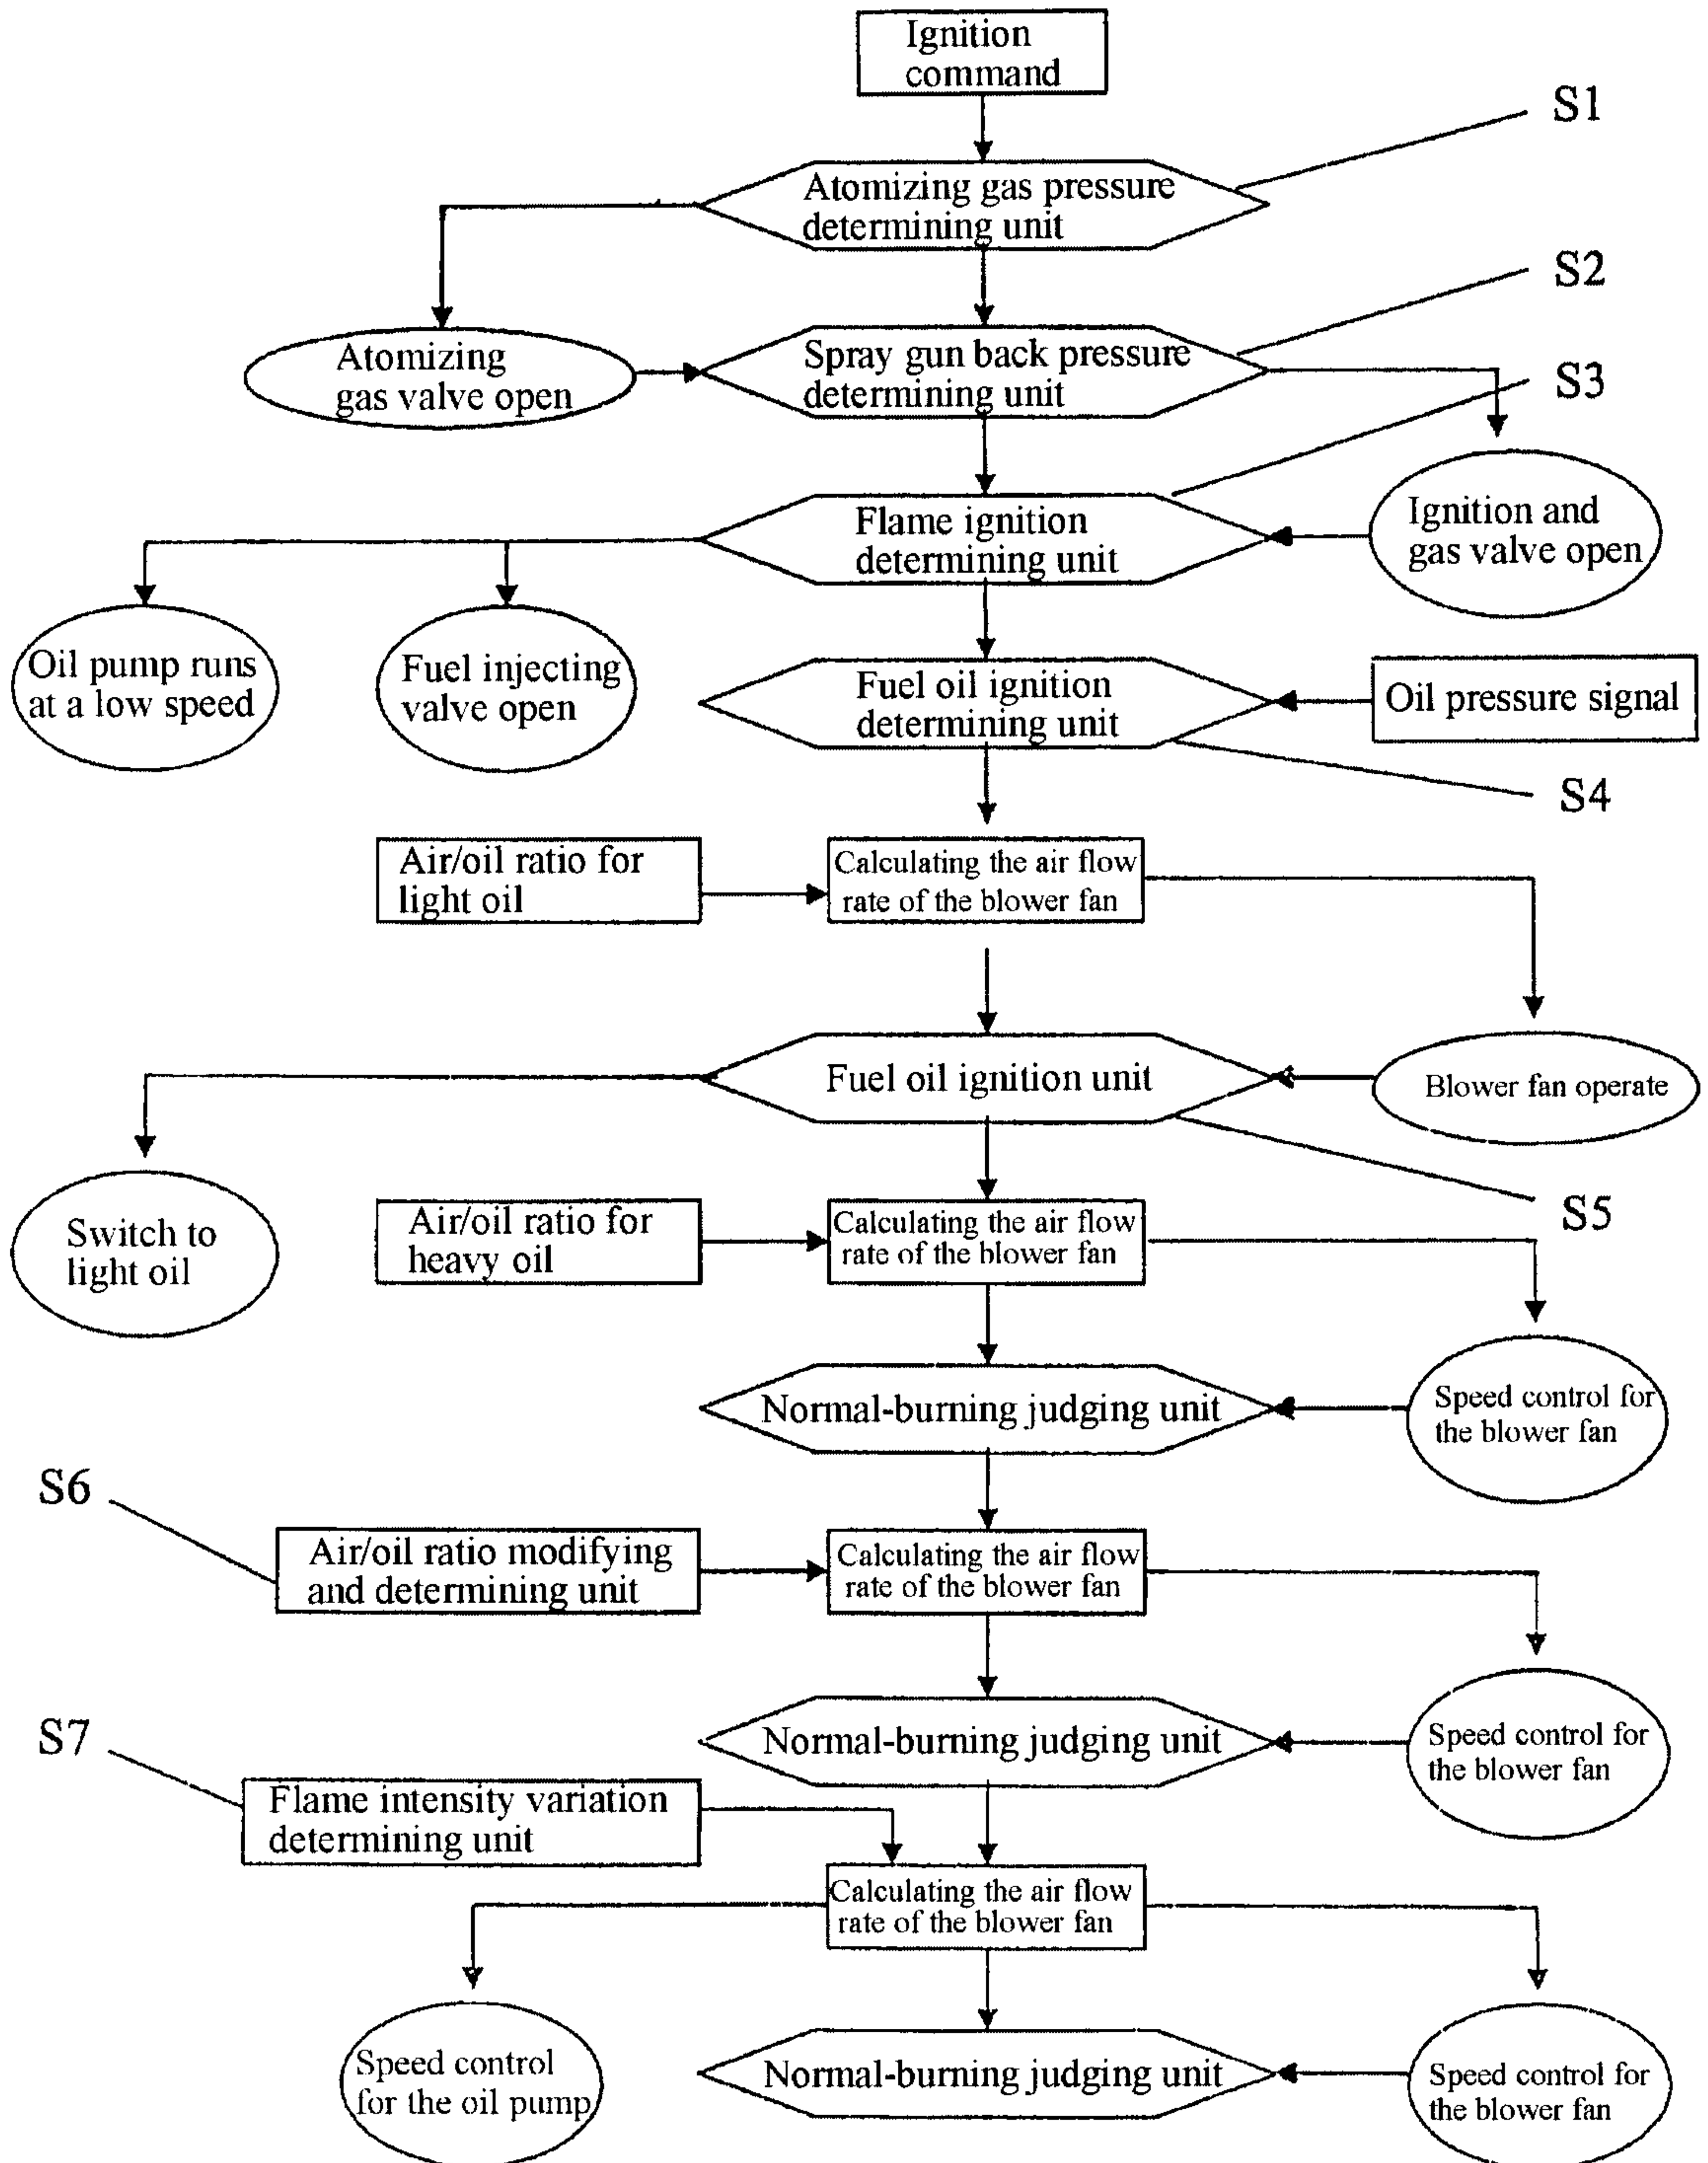 Ignition
command
S1
Atomizing gas pressure
determining unit
S2
Atomizing
gas valve open
Spray gun back pressure
determining unit
S3
Flame ignition
determining unit
Ignition and
gas valve open
Oil pump runs
at a low speed
Fuel injecting
valve open
Fuel oil ignition
determining unit
Oil pressure signal
S4
Air/oil ratio for
light oil
Calculating the air flow
rate of the blower fan
Fuel oil ignition unit
Blower fan operate
S5
Switch to
light oil
Air/oil ratio for
heavy oil
Calculating the air flow
rate of the blower fan
Normal-burning judging unit
Speed control for
the blower fan
S6
Air/oil ratio modifying
and determining unit
Calculating the air flow
rate of the blower fan
Normal-burning judging unit
Speed control for
the blower fan
S7
Flame intensity variation
determining unit
Calculating the air flow
rate of the blower fan
Speed control
for the oil pump
Normal-burning judging unit
Speed control for
the blower fan